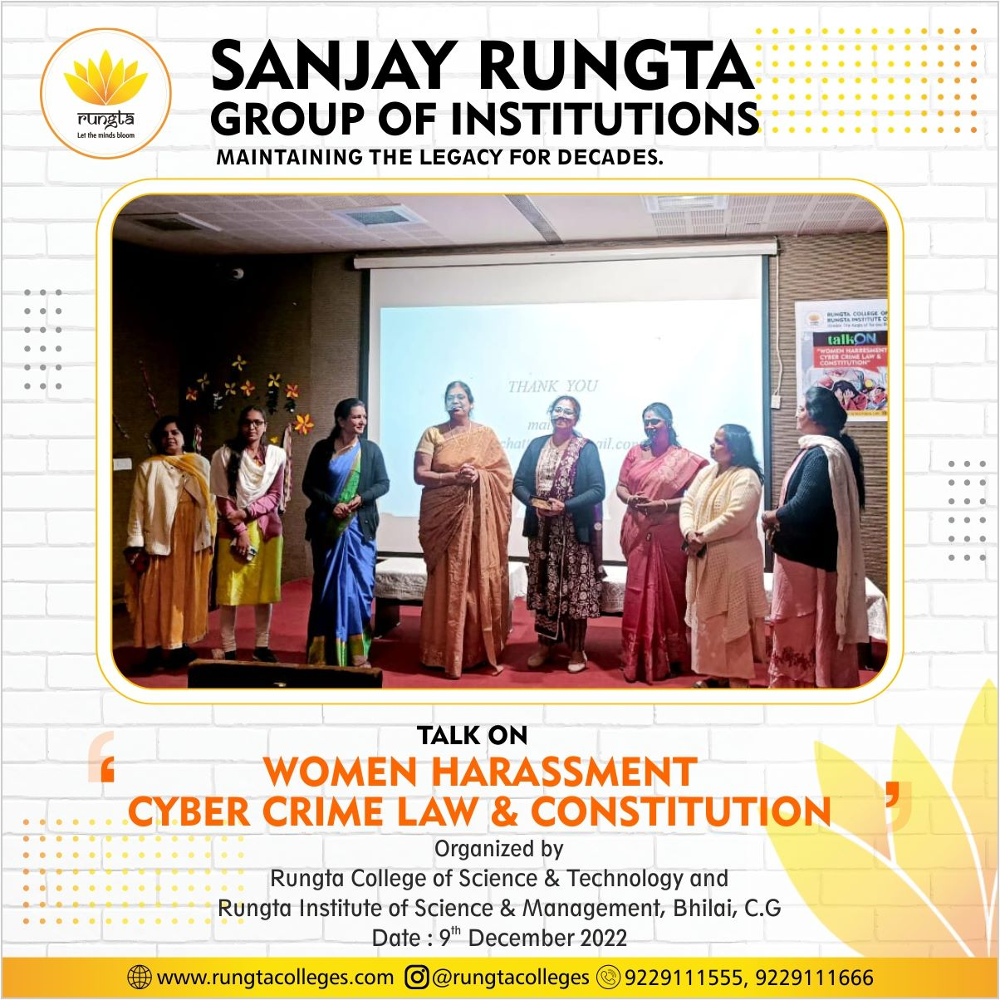 SANJAY RUNGTA
GROUP OF INSTITUTIONS
MAINTAINING THE LEGACY FOR DECADES.
rungta
Let the minds bloom
THANK YOU
RUNGTA COLLEGE
RUNGTA INSTITUTE
talkON
"WOMEN HARRESMENT
CYBER CRIME LAW &
CONSTITUTION"
TALK ON
‘ WOMEN HARASSMENT
CYBER CRIME LAW & CONSTITUTION ’
Organized by
Rungta College of Science & Technology and
Rungta Institute of Science & Management, Bhilai, C.G
Date : 9th December 2022
www.rungtacolleges.com @rungtacolleges 9229111555, 9229111666